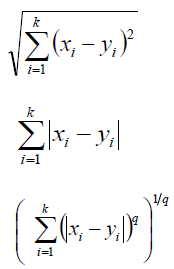 √(∑_{i=1}^{k} (x_i − y_i)^2)
∑_{i=1}^{k} |x_i − y_i|
(∑_{i=1}^{k} (|x_i − y_i|)^q)^{1/q}